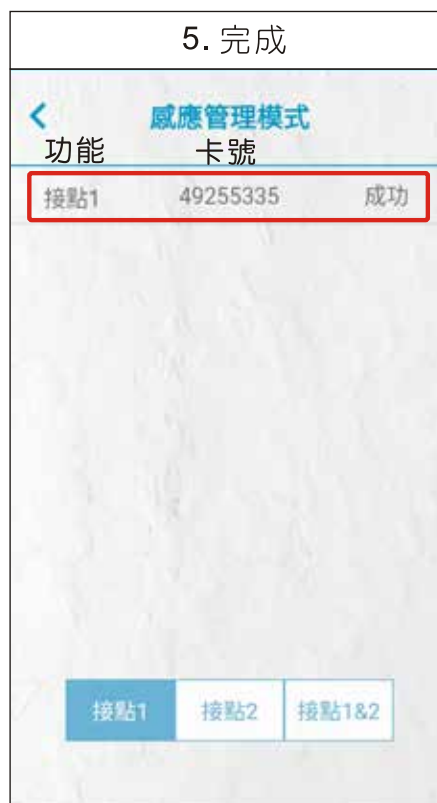 5. 完成
感應管理模式
功能 卡號
接點1 49255335 成功
接點1 接點2 接點1&2